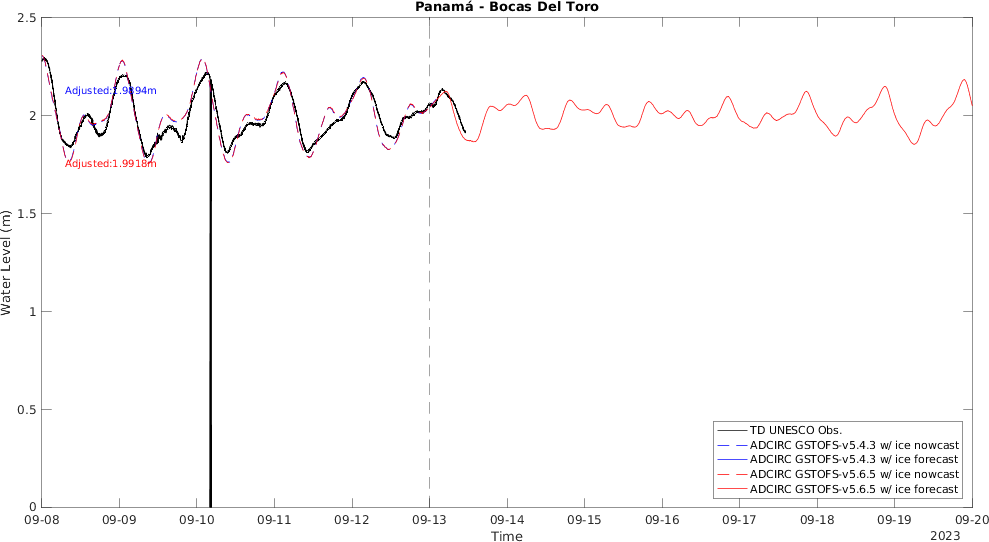 Panamá - Bocas Del Toro
2.5
2
1.5
1
0.5
0
Water Level (m)
Adjusted:1.9894m
Adjusted:1.9918m
TD UNESCO Obs.
ADCIRC GSTOFS-v5.4.3 w/ ice nowcast
ADCIRC GSTOFS-v5.4.3 w/ ice forecast
ADCIRC GSTOFS-v5.6.5 w/ ice nowcast
ADCIRC GSTOFS-v5.6.5 w/ ice forecast
09-08 09-09 09-10 09-11 09-12 09-13 09-14 09-15 09-16 09-17 09-18 09-19 09-20
Time
2023